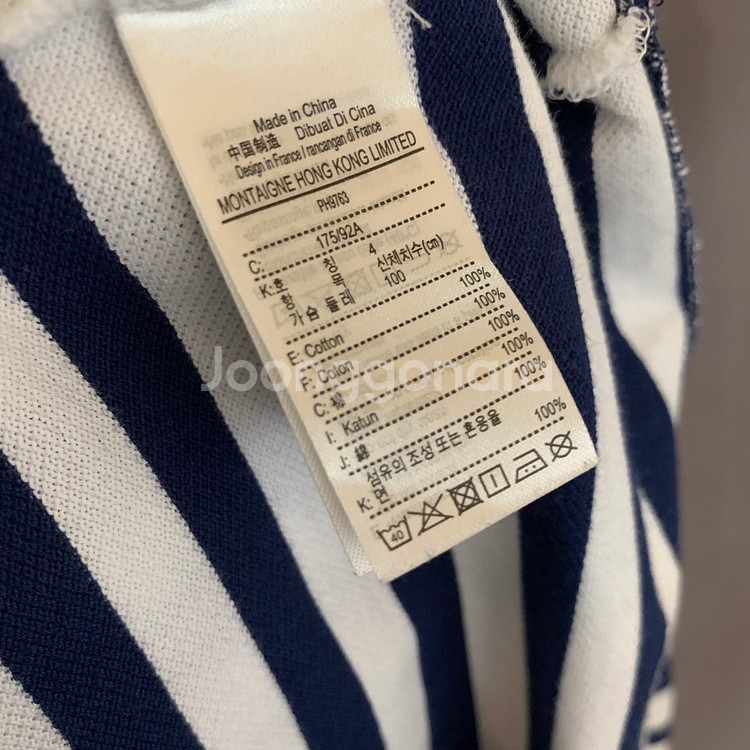 Made in China
中国制造 Dibuat Di Cina
Design in France / rancangan di France
MONTAIGNE HONG KONG LIMITED
PH9763
C: 175/92A
K: 호칭 4
항목 신체치수(cm)
가슴둘레 100
E: Cotton 100%
F: Coton 100%
C: 棉 100%
I: Katun 100%
J: 綿 100%
섬유의 조성 또는 혼용율
K: 면 100%
40
Joonggonara